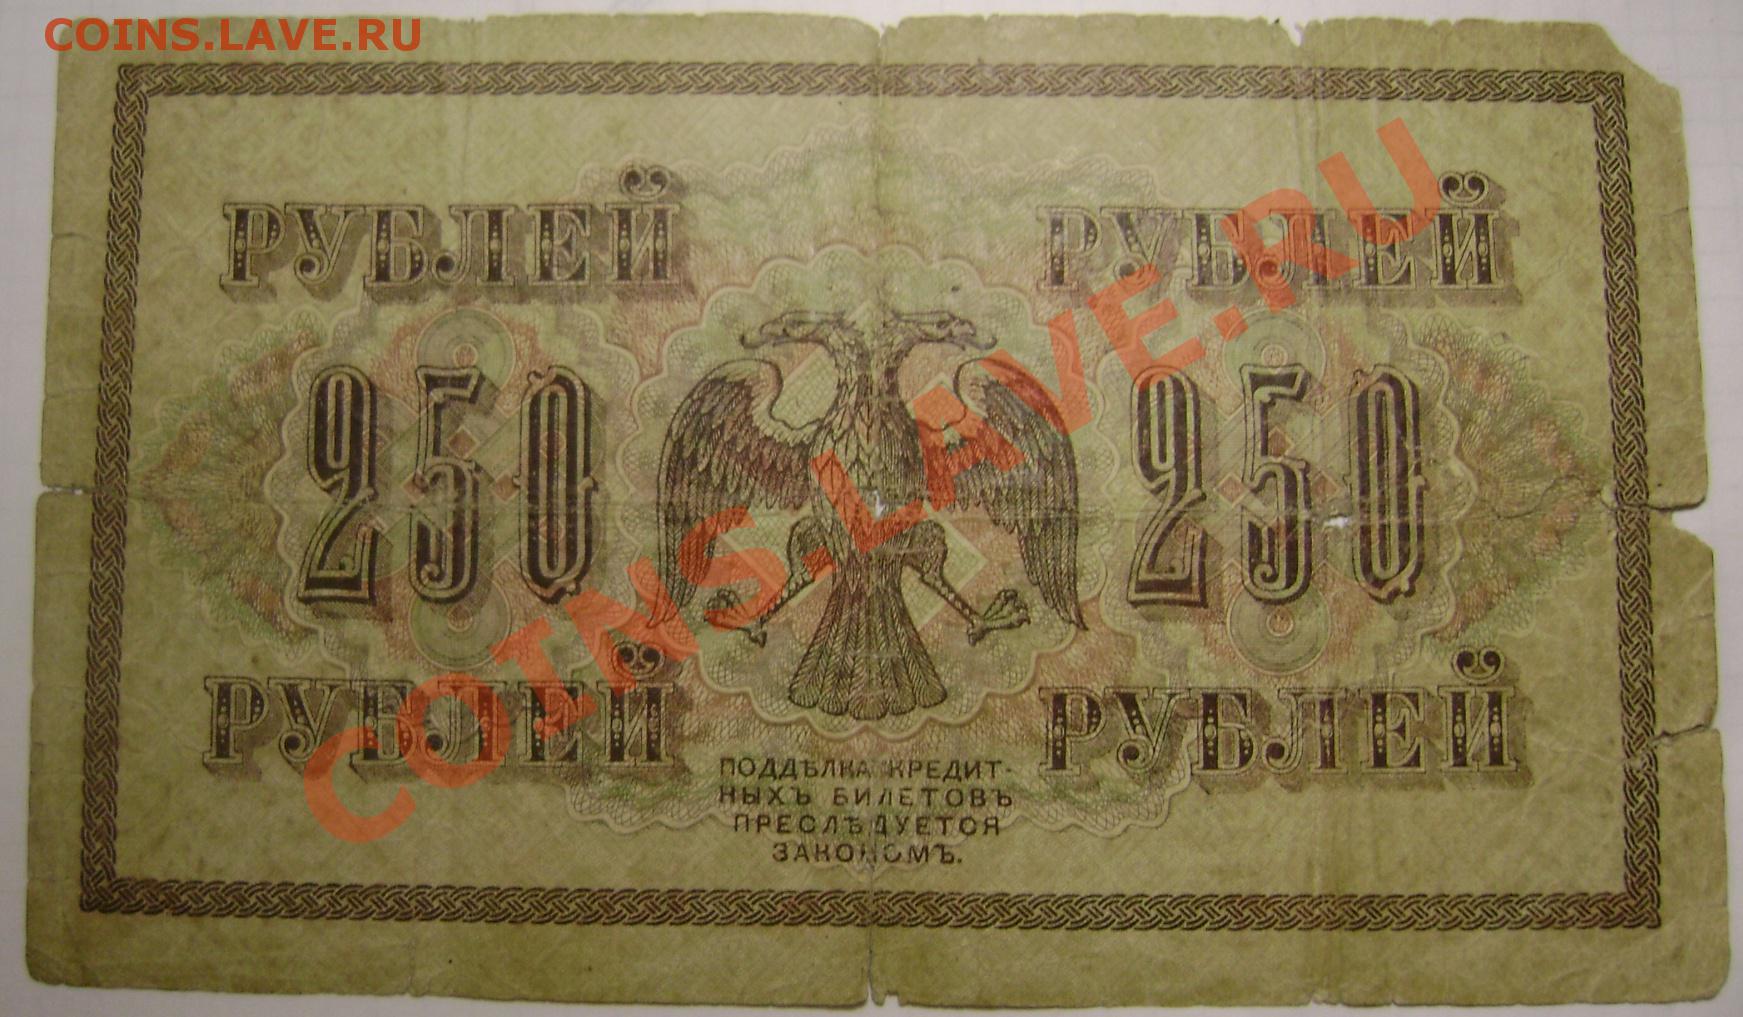 COINS.LAVE.RU
РУБЛЕЙ РУБЛЕЙ
250 250
РУБЛЕЙ РУБЛЕЙ
COINS.LAVE.RU
ПОДДѢЛКА КРЕДИТ-
НЫХЪ БИЛЕТОВЪ
ПРЕСЛѢДУЕТСЯ
ЗАКОНОМЪ.